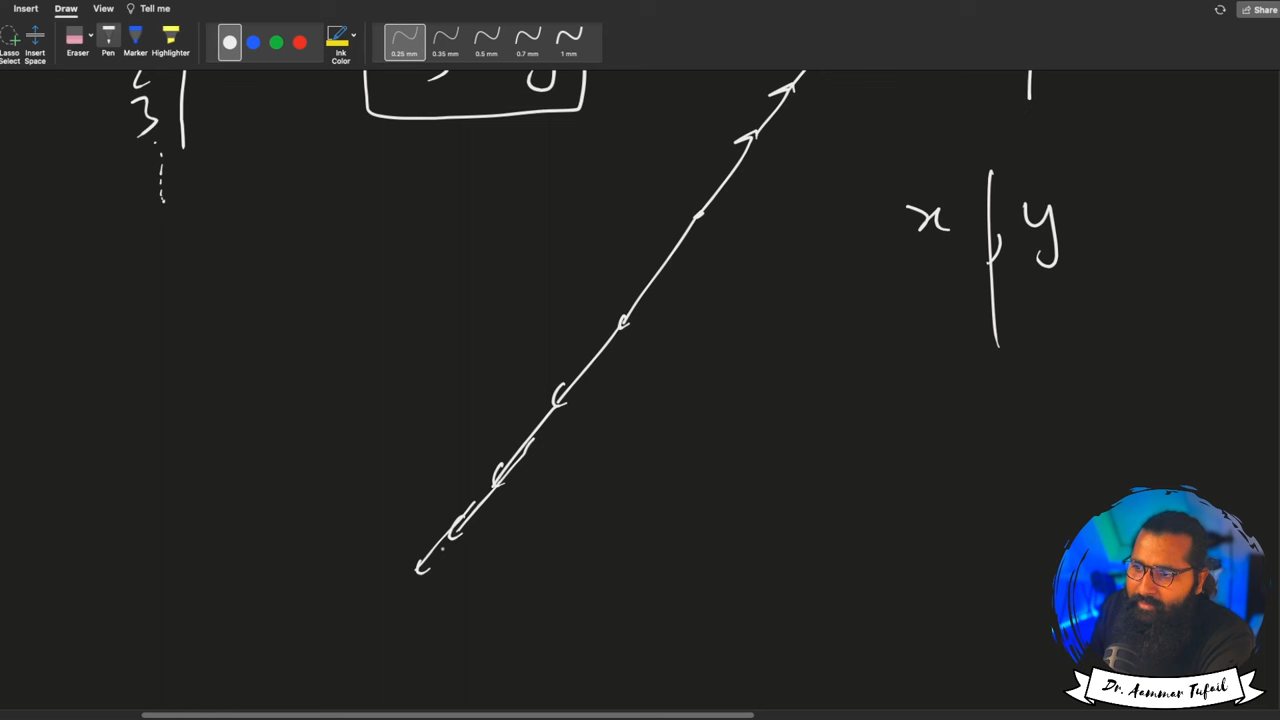 Insert Draw View Tell me
Share
Lasso Select
Insert Space
Eraser
Pen
Marker
Highlighter
Ink Color
0.25 mm
0.35 mm
0.5 mm
0.7 mm
1 mm
2
3
x y
Dr. Aammar Tufail